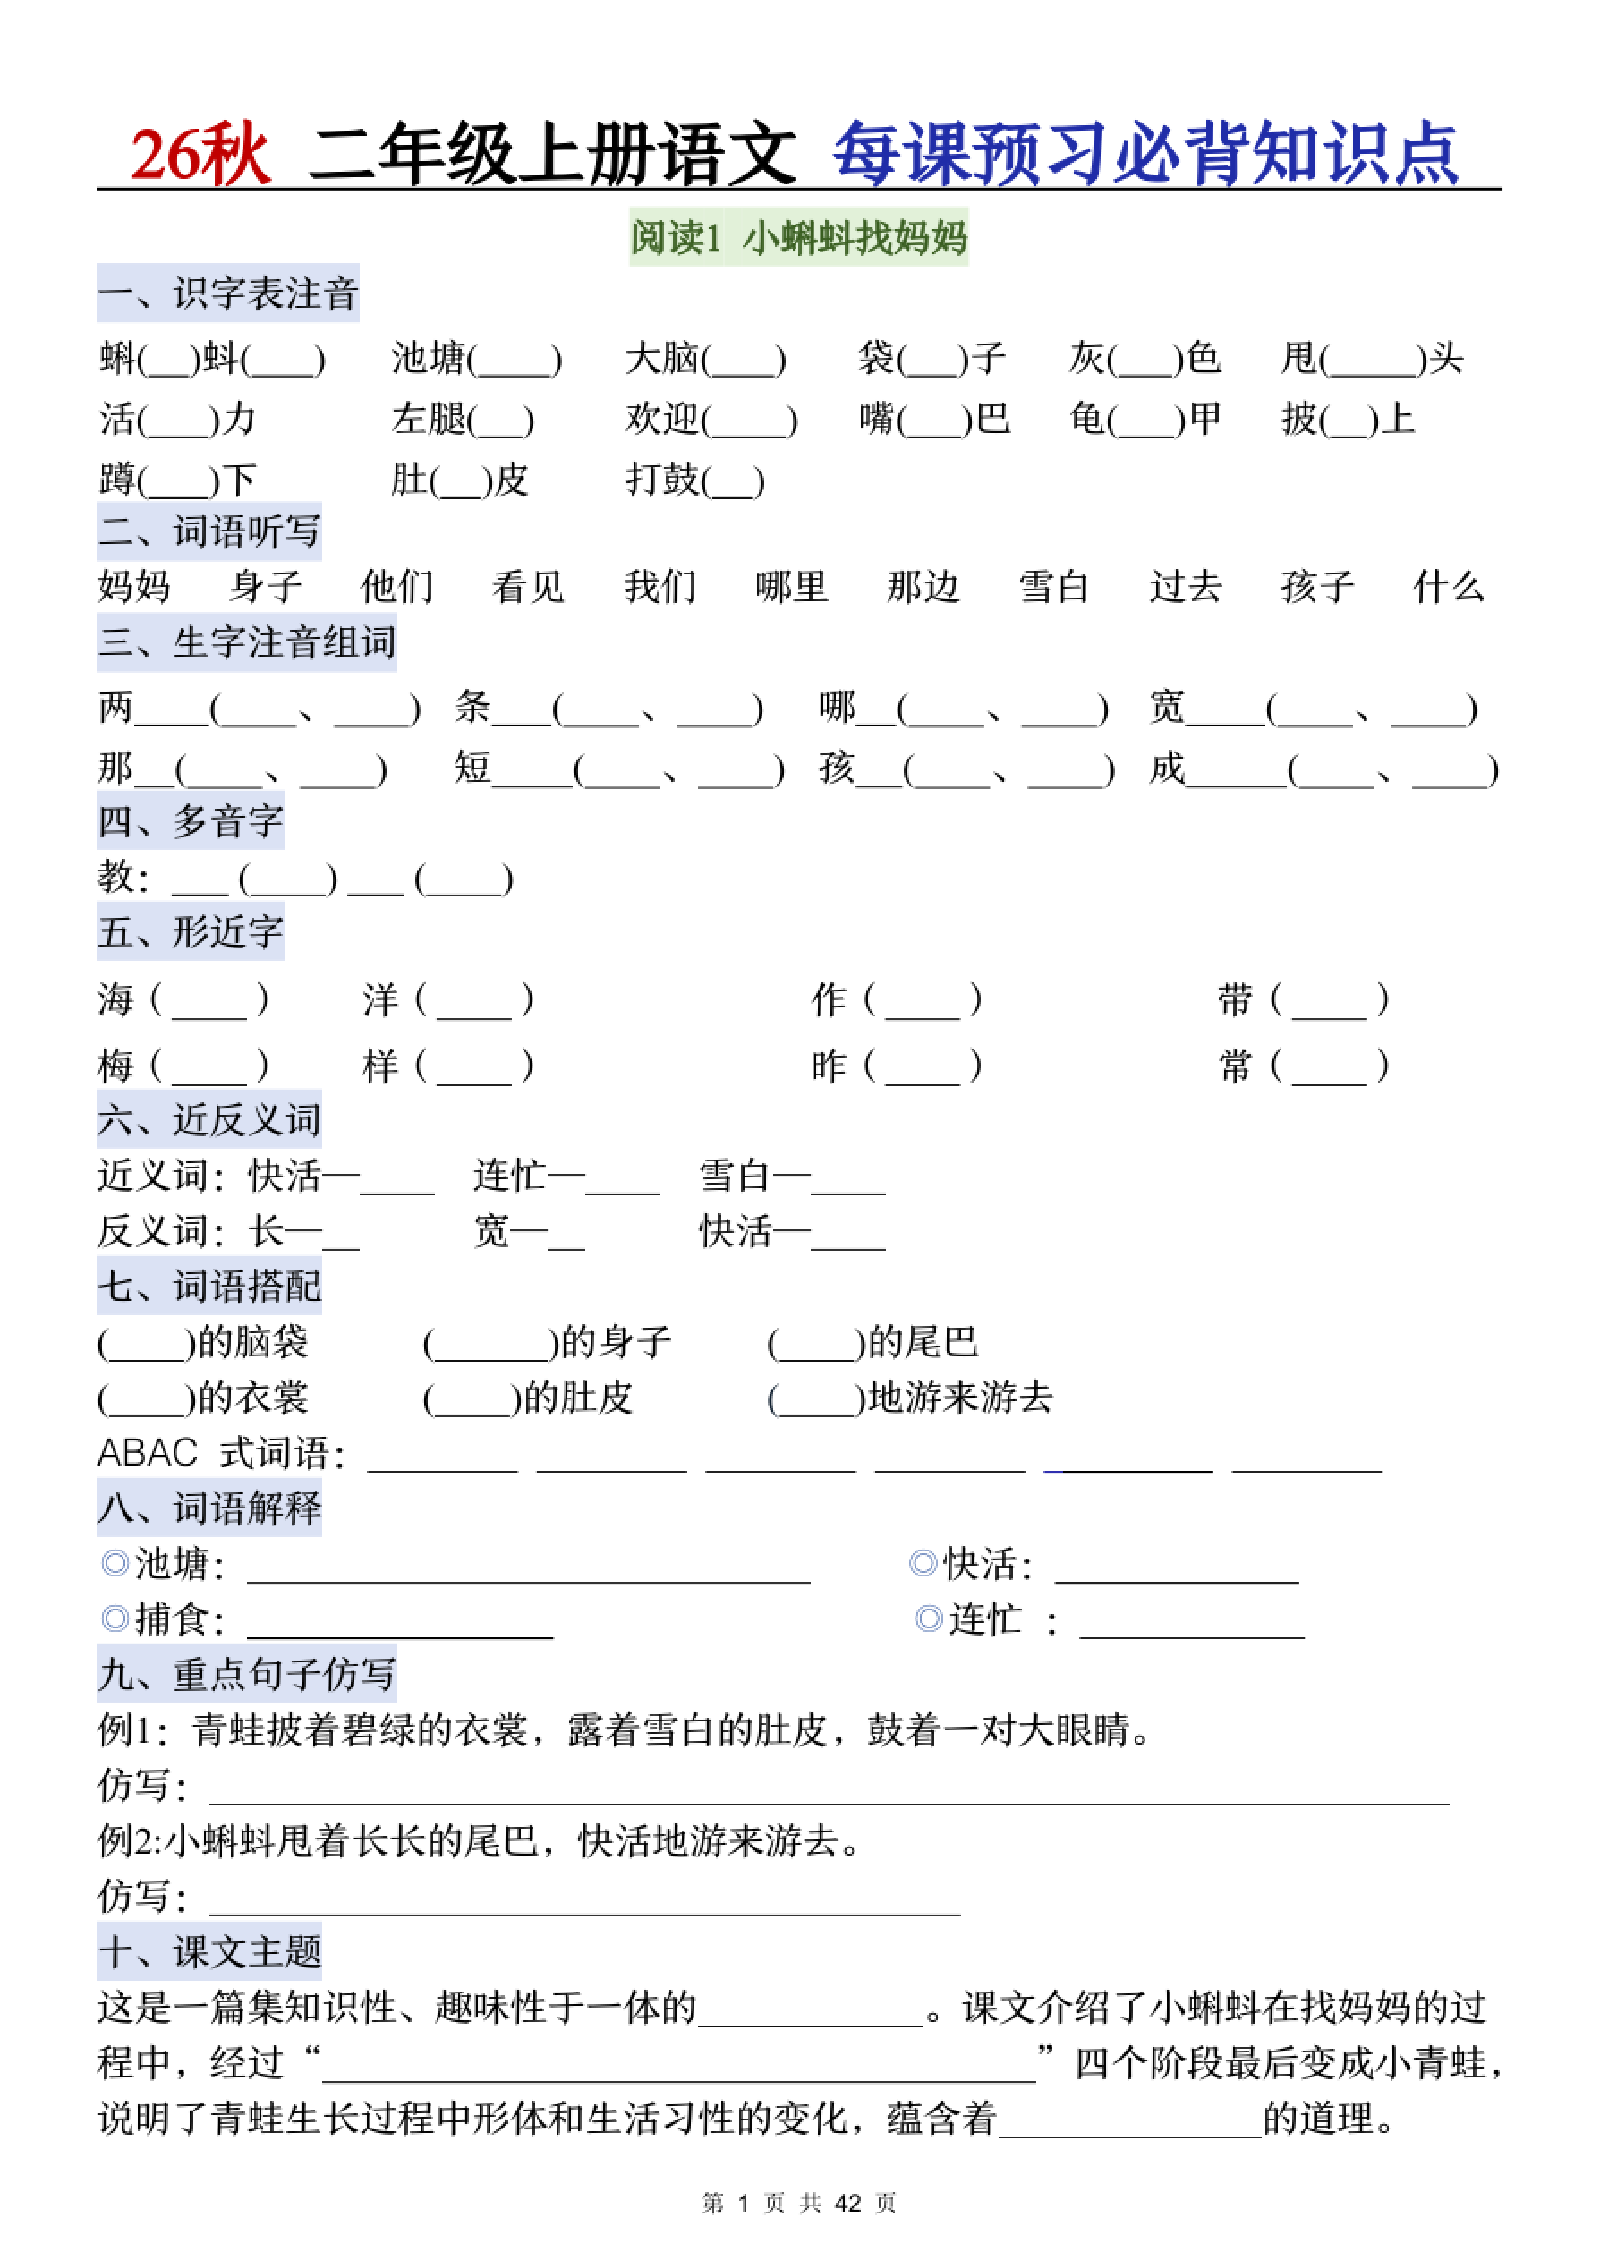 26秋 二年级上册语文 每课预习必背知识点
阅读1 小蝌蚪找妈妈
一、识字表注音
蝌(__)蚪(___) 池塘(____) 大脑(___) 袋(___)子 灰(___)色 甩(____)头
活(___)力 左腿(__) 欢迎(____) 嘴(___)巴 龟(___)甲 披(__)上
蹲(___)下 肚(__)皮 打鼓(__)
二、词语听写
妈妈 身子 他们 看见 我们 哪里 那边 雪白 过去 孩子 什么
三、生字注音组词
两____(____、____) 条___(____、____) 哪__(____、____) 宽____(____、____)
那__(____、____) 短____(____、____) 孩__(____、____) 成_____(____、____)
四、多音字
教：___ (____) ___ (____)
五、形近字
海（____） 洋（____） 作（____） 带（____）
梅（____） 样（____） 昨（____） 常（____）
六、近反义词
近义词：快活—____ 连忙—____ 雪白—____
反义词：长—__ 宽—__ 快活—____
七、词语搭配
(____)的脑袋 (______)的身子 (____)的尾巴
(____)的衣裳 (____)的肚皮 (____)地游来游去
ABAC 式词语：________ ________ ________ ________ ________ ________
八、词语解释
◎池塘：______________________________ ◎快活：_____________
◎捕食：________________ ◎连忙 ：____________
九、重点句子仿写
例1：青蛙披着碧绿的衣裳，露着雪白的肚皮，鼓着一对大眼睛。
仿写：__________________________________________________________________
例2:小蝌蚪甩着长长的尾巴，快活地游来游去。
仿写：________________________________________
十、课文主题
这是一篇集知识性、趣味性于一体的____________。课文介绍了小蝌蚪在找妈妈的过
程中，经过“______________________________________”四个阶段最后变成小青蛙，
说明了青蛙生长过程中形体和生活习性的变化，蕴含着______________的道理。
第 1 页 共 42 页